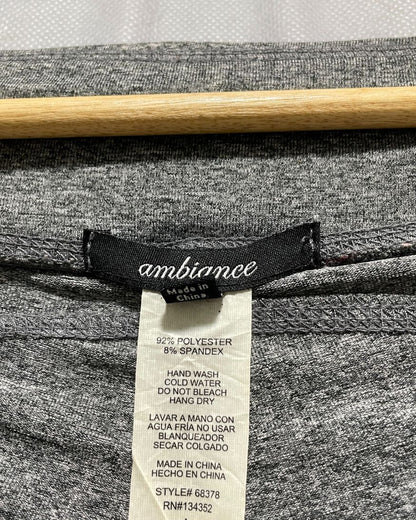 ambiance
Made in
China
92% POLYESTER
8% SPANDEX
HAND WASH
COLD WATER
DO NOT BLEACH
HANG DRY
LAVAR A MANO CON
AGUA FRÍA NO USAR
BLANQUEADOR
SECAR COLGADO
MADE IN CHINA
HECHO EN CHINA
STYLE# 68378
RN#134352